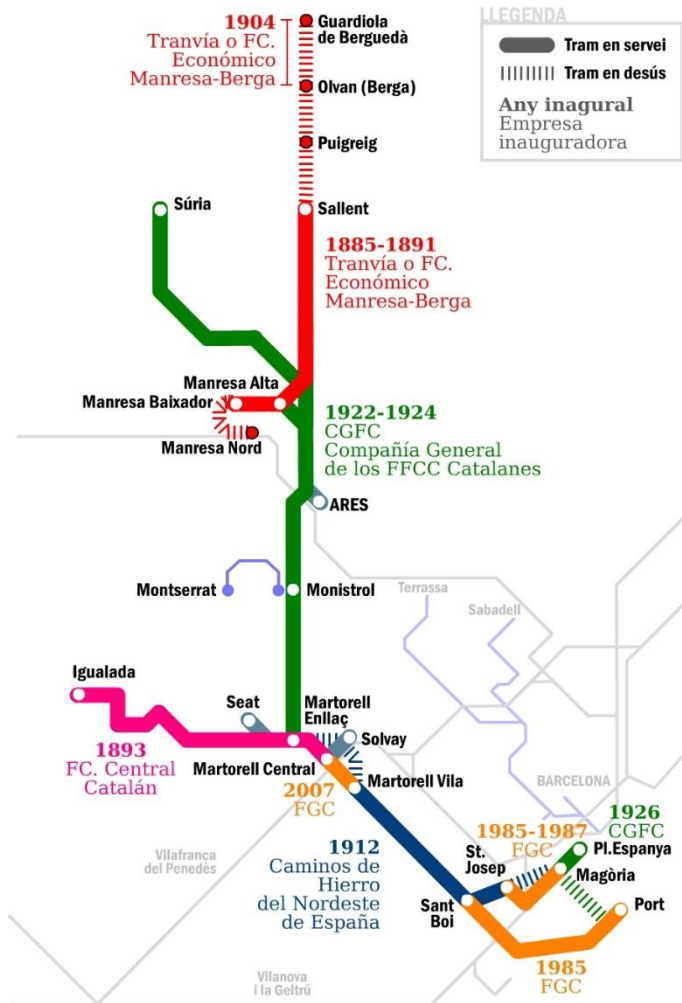 LLEGENDA
Tram en servei
Tram en desús
Any inagural
Empresa
inauguradora
1904
Tranvía o FC.
Económico
Manresa-Berga
Guardiola
de Berguedà
Olvan (Berga)
Puigreig
Súria
Sallent
1885-1891
Tranvía o FC.
Económico
Manresa-Berga
Manresa Alta
Manresa Baixador
Manresa Nord
1922-1924
CGFC
Compañía General
de los FFCC Catalanes
ARES
Montserrat
Monistrol
Terrassa
Sabadell
Igualada
Seat
Martorell
Enllaç
Solvay
1893
FC. Central
Catalán
Martorell Central
2007
FGC
Martorell Vila
BARCELONA
1926
CGFC
Pl.Espanya
1985-1987
FGC
Magòria
St.
Josep
Port
Vilafranca
del Penedès
1912
Caminos de
Hierro
del Nordeste
de España
Sant
Boi
1985
FGC
Vilanova
i la Geltrú